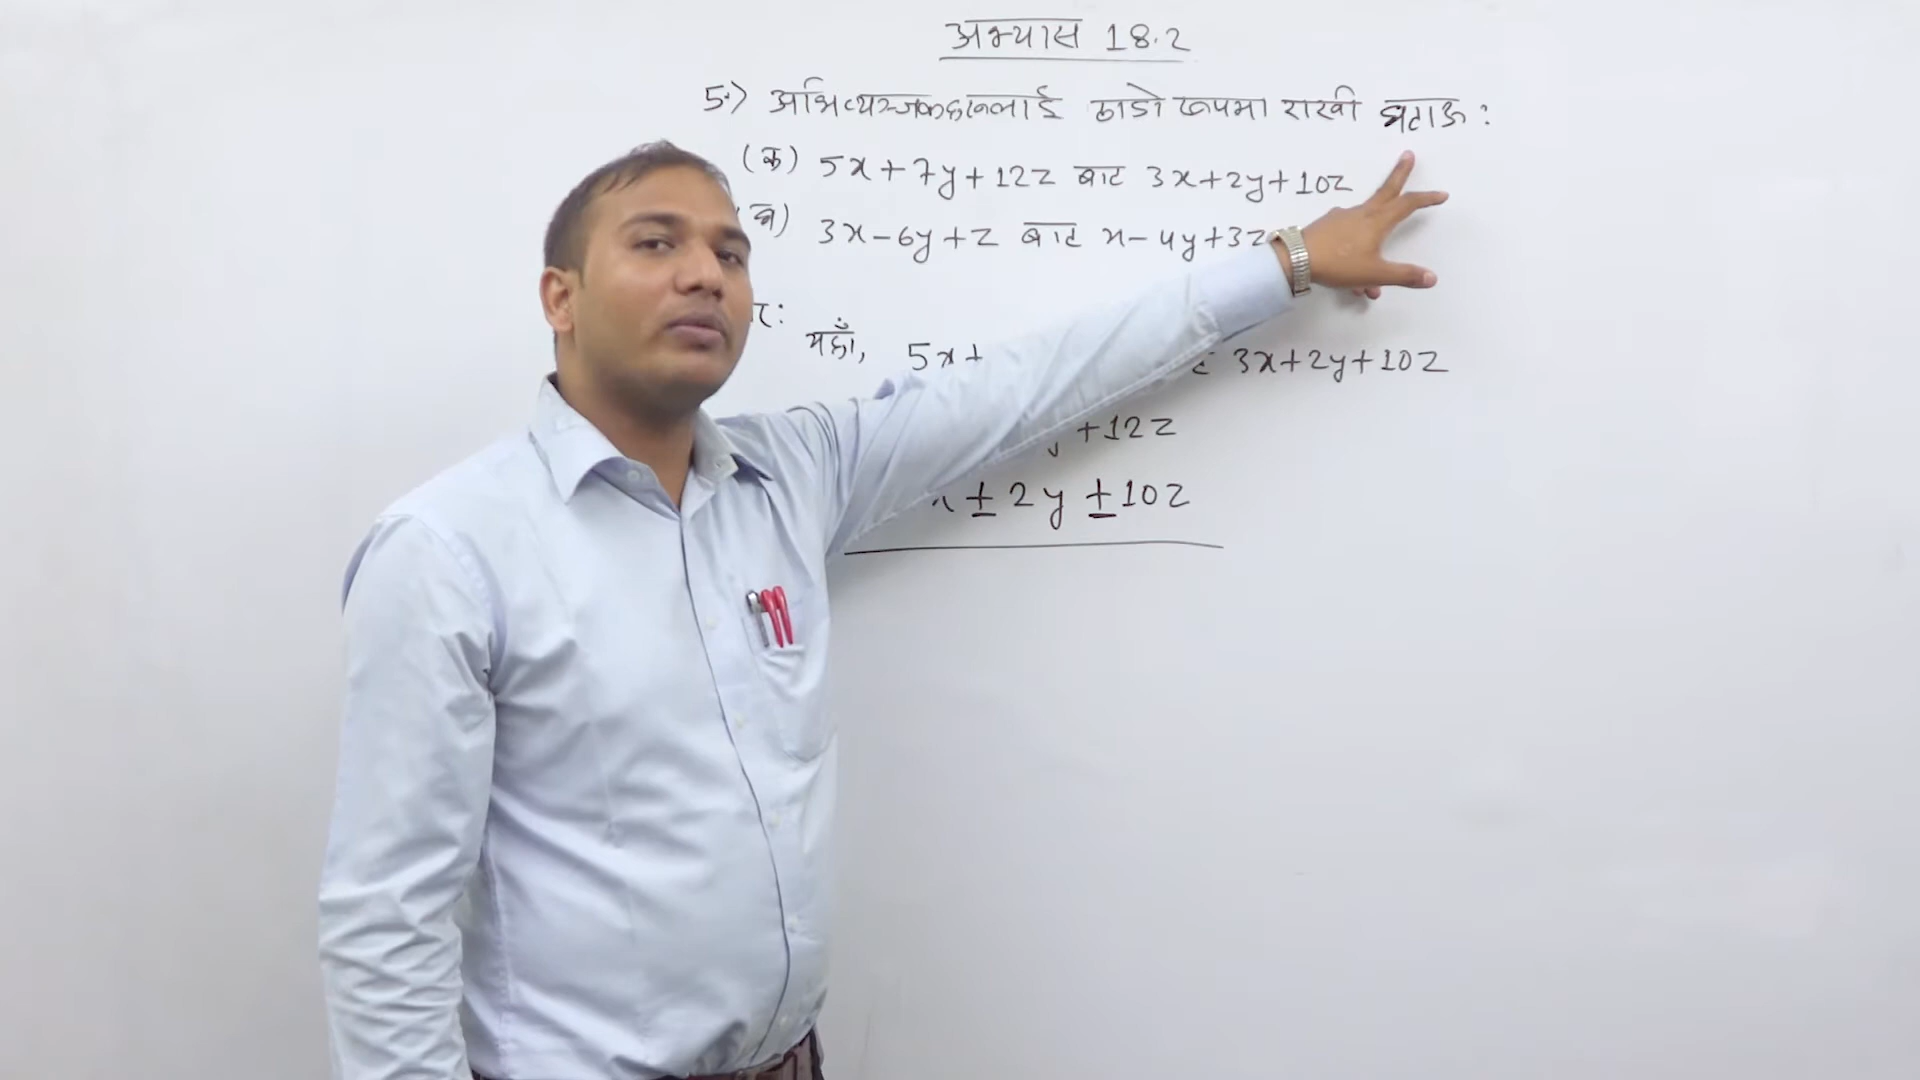 अभ्यास 18.2
5.) अभिव्यञ्जकहरूलाई ठाडो रूपमा राखी घटाऊ :
(क) 5x + 7y + 12z बाट 3x + 2y + 10z
(ख) 3x - 6y + z बाट x - 4y + 3z
यहाँ, 5x + 3x + 2y + 10z
+ 12z
± 2y ± 10z